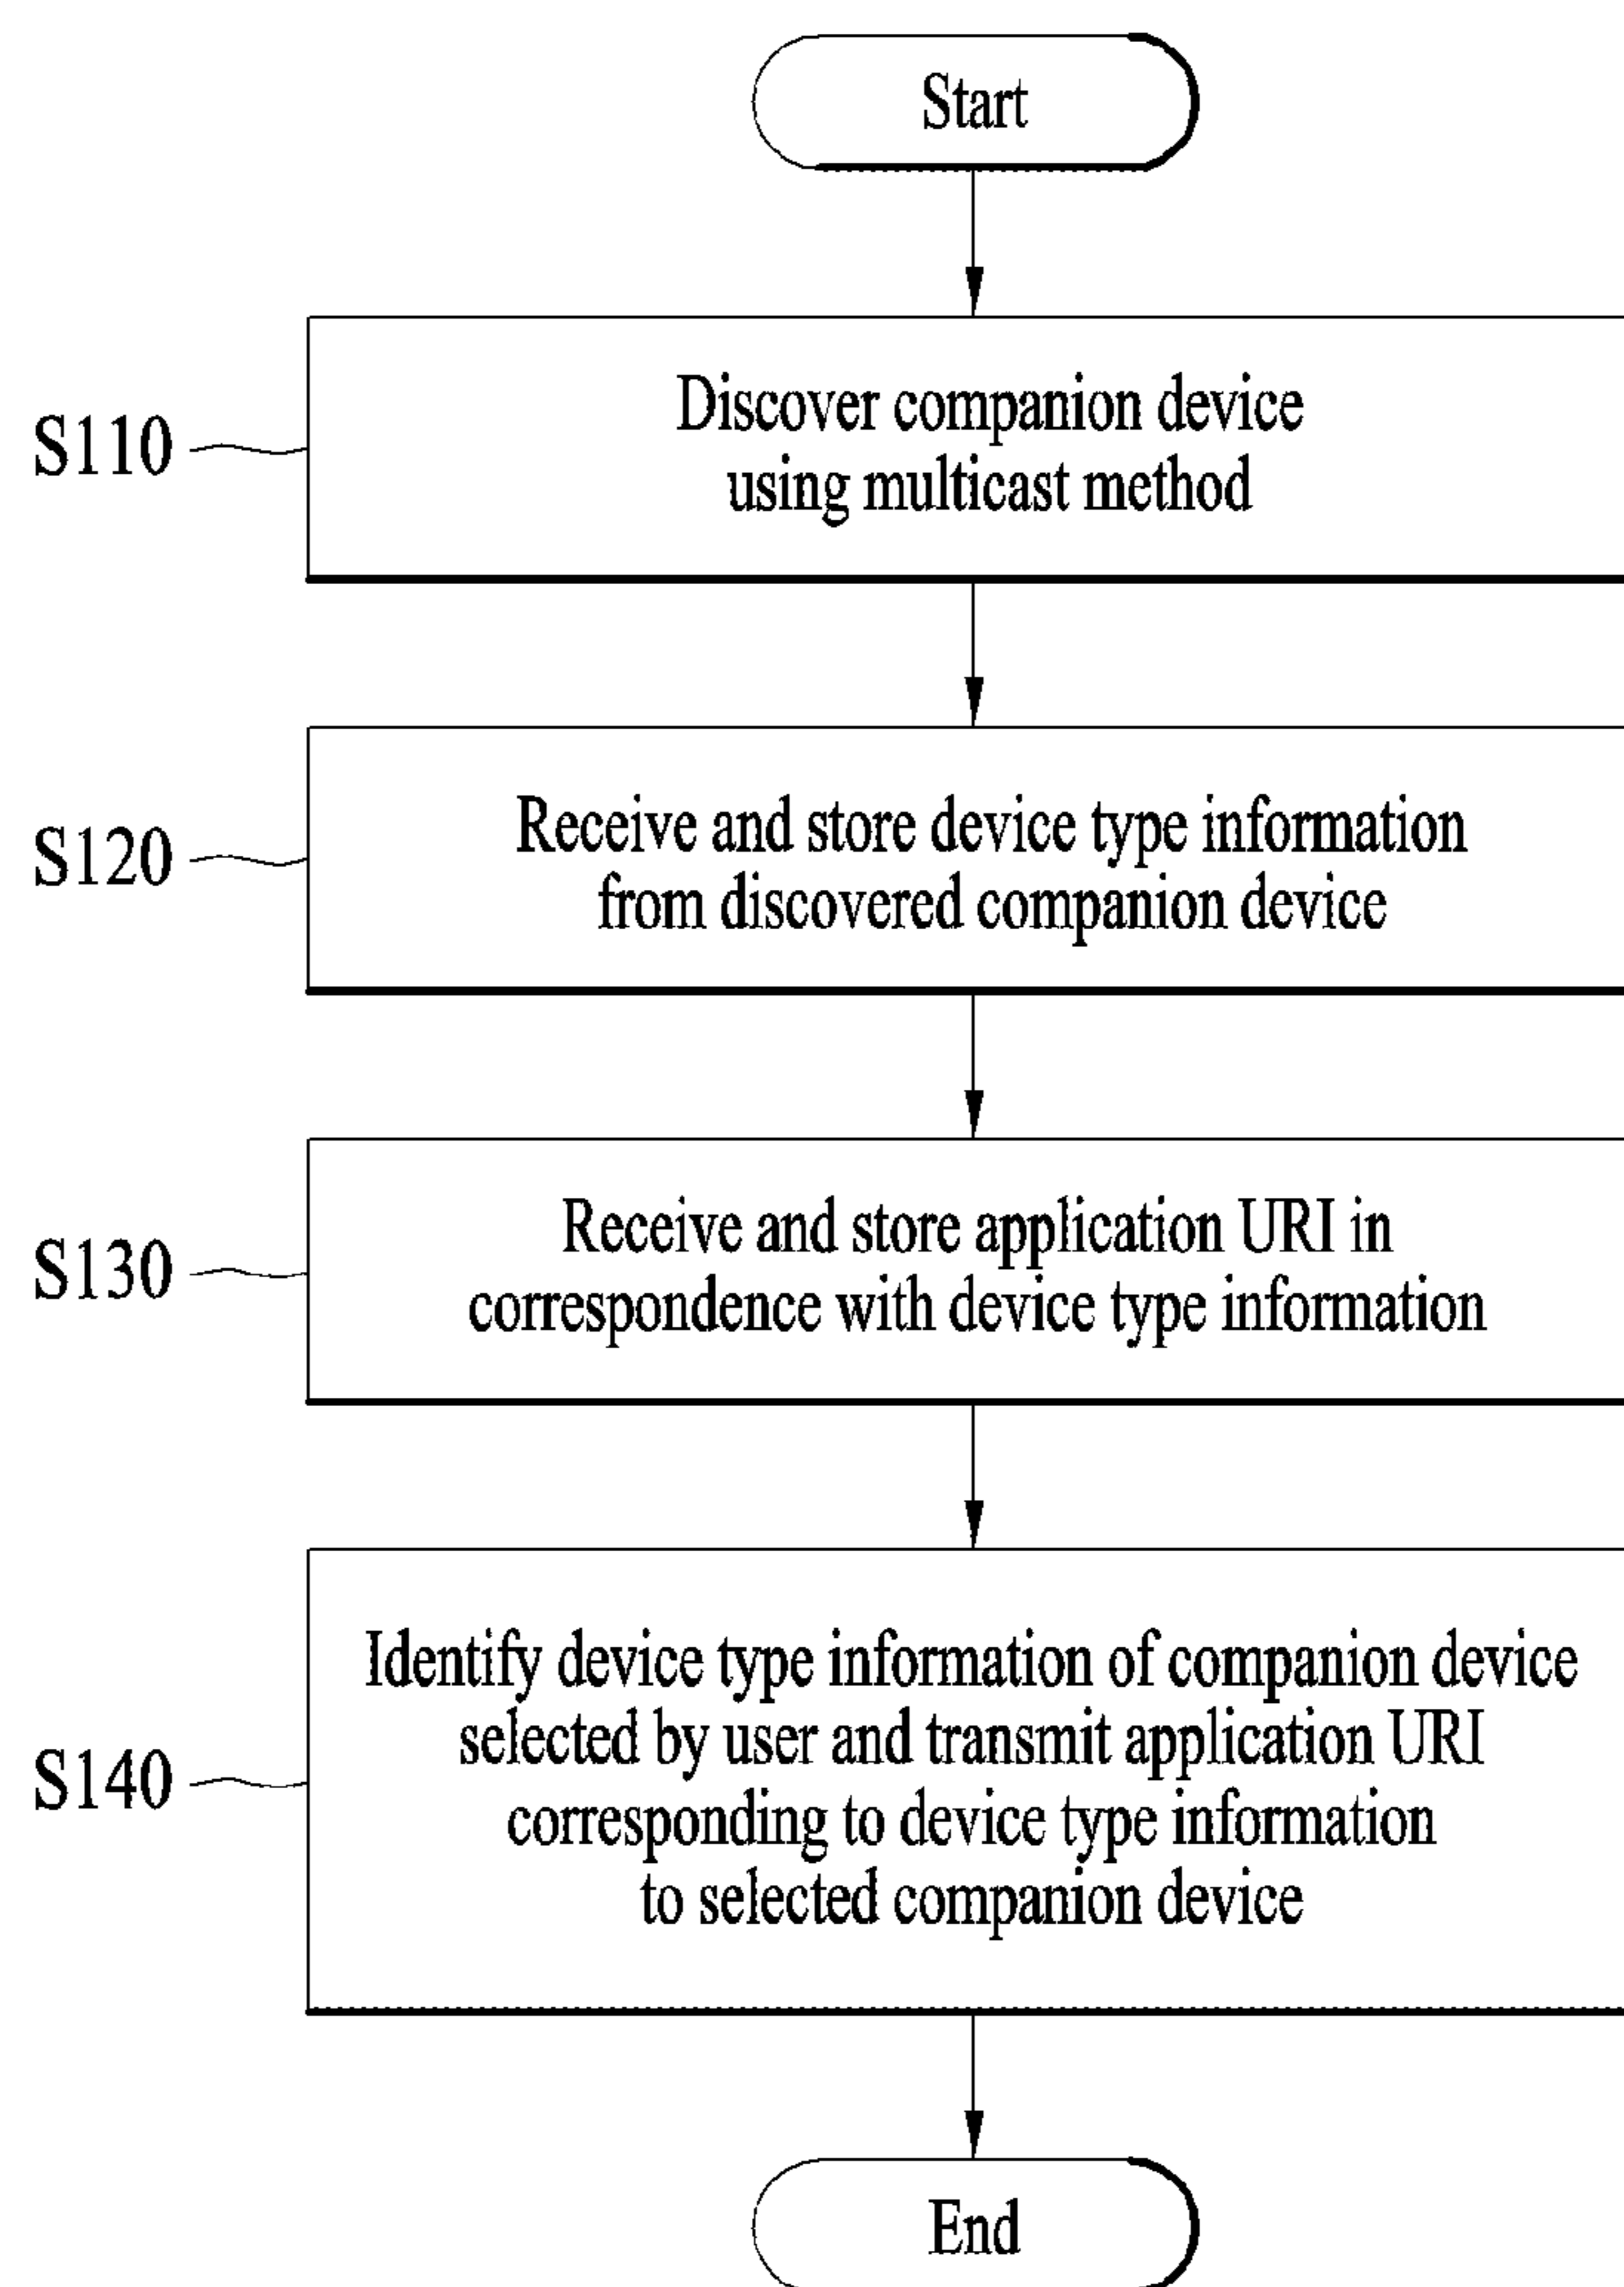 Start
S110
Discover companion device
using multicast method
S120
Receive and store device type information
from discovered companion device
S130
Receive and store application URI in
correspondence with device type information
S140
Identify device type information of companion device
selected by user and transmit application URI
corresponding to device type information
to selected companion device
End